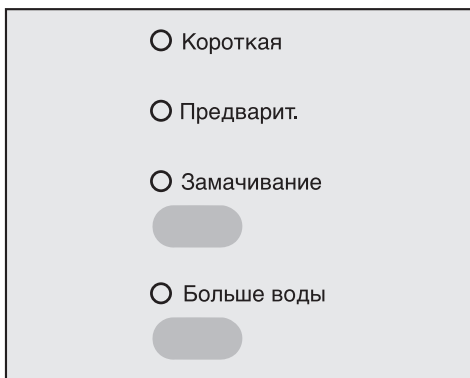 Короткая
Предварит.
Замачивание
Больше воды